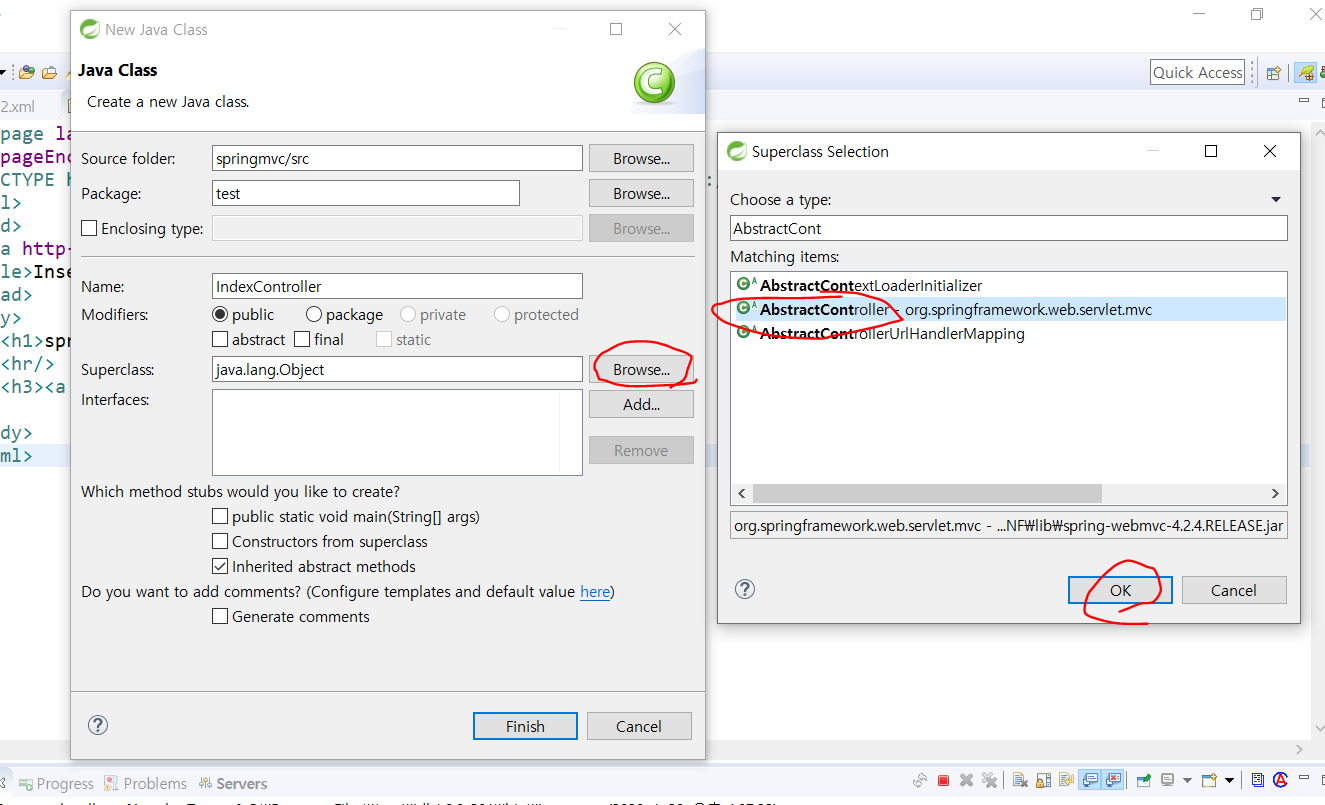 New Java Class
Java Class
Create a new Java class.
Source folder: springmvc/src Browse...
Package: test Browse...
Enclosing type: Browse...
Name: IndexController
Modifiers: public package private protected
abstract final static
Superclass: java.lang.Object Browse...
Interfaces: Add...
Remove
Which method stubs would you like to create?
public static void main(String[] args)
Constructors from superclass
Inherited abstract methods
Do you want to add comments? (Configure templates and default value here)
Generate comments
Finish Cancel
Quick Access
Superclass Selection
Choose a type:
AbstractCont
Matching items:
AbstractContextLoaderInitializer
AbstractController - org.springframework.web.servlet.mvc
AbstractControllerUrlHandlerMapping
org.springframework.web.servlet.mvc - ...NF₩lib₩spring-webmvc-4.2.4.RELEASE.jar
OK Cancel
2.xml
page la
pageEnc
CTYPE h
l>
d>
a http-
le>Inse
ad>
y>
<h1>spr
<hr/>
<h3><a
dy>
ml>
Progress Problems Servers